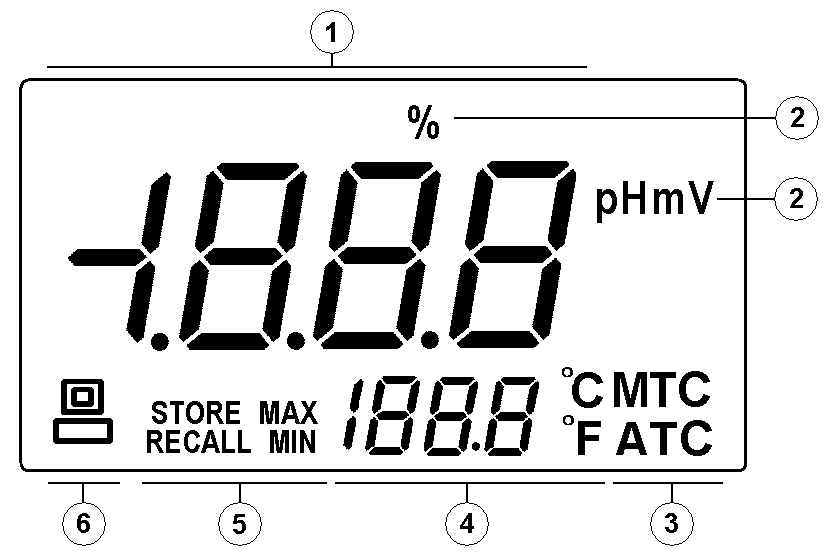 1
%
2
-1.8.8.8
pHmV
2
STORE MAX
RECALL MIN
188.8
°C MTC
°F ATC
6
5
4
3